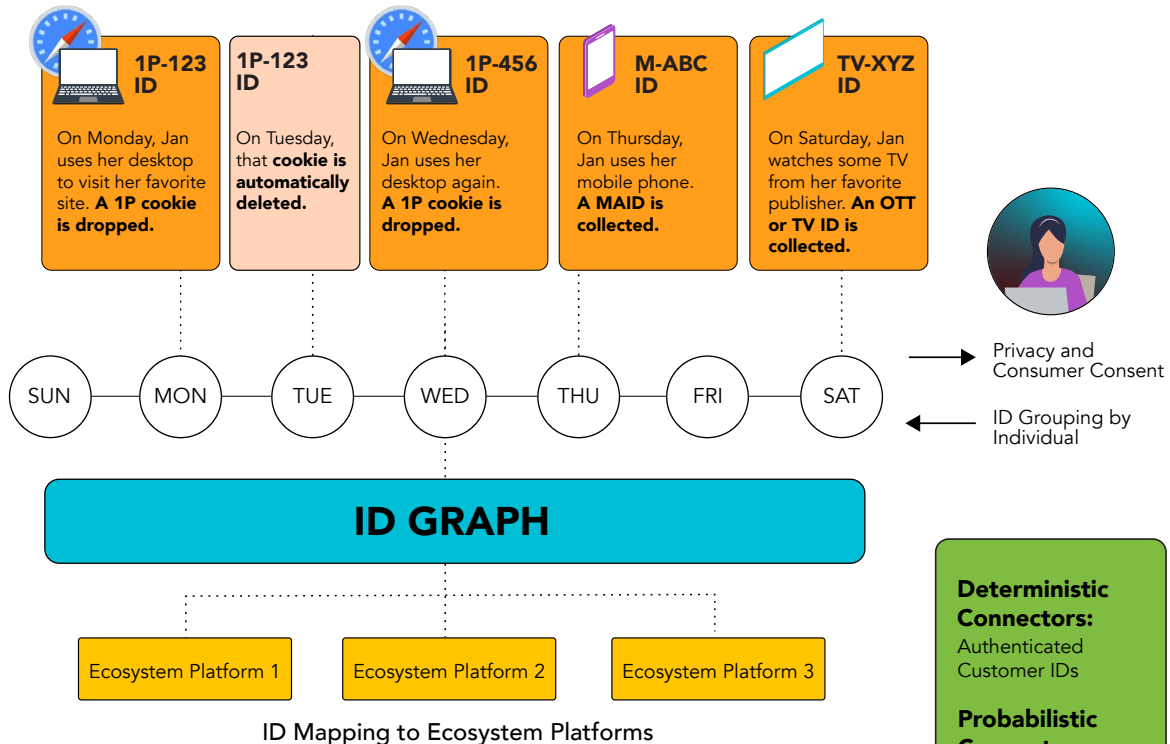 1P-123
ID
On Monday, Jan
uses her desktop
to visit her favorite
site. A 1P cookie
is dropped.
1P-123
ID
On Tuesday,
that cookie is
automatically
deleted.
1P-456
ID
On Wednesday,
Jan uses her
desktop again.
A 1P cookie is
dropped.
M-ABC
ID
On Thursday,
Jan uses her
mobile phone.
A MAID is
collected.
TV-XYZ
ID
On Saturday, Jan
watches some TV
from her favorite
publisher. An OTT
or TV ID is
collected.
Privacy and
Consumer Consent
SUN
MON
TUE
WED
THU
FRI
SAT
ID Grouping by
Individual
ID GRAPH
Ecosystem Platform 1
Ecosystem Platform 2
Ecosystem Platform 3
ID Mapping to Ecosystem Platforms
Deterministic
Connectors:
Authenticated
Customer IDs
Probabilistic